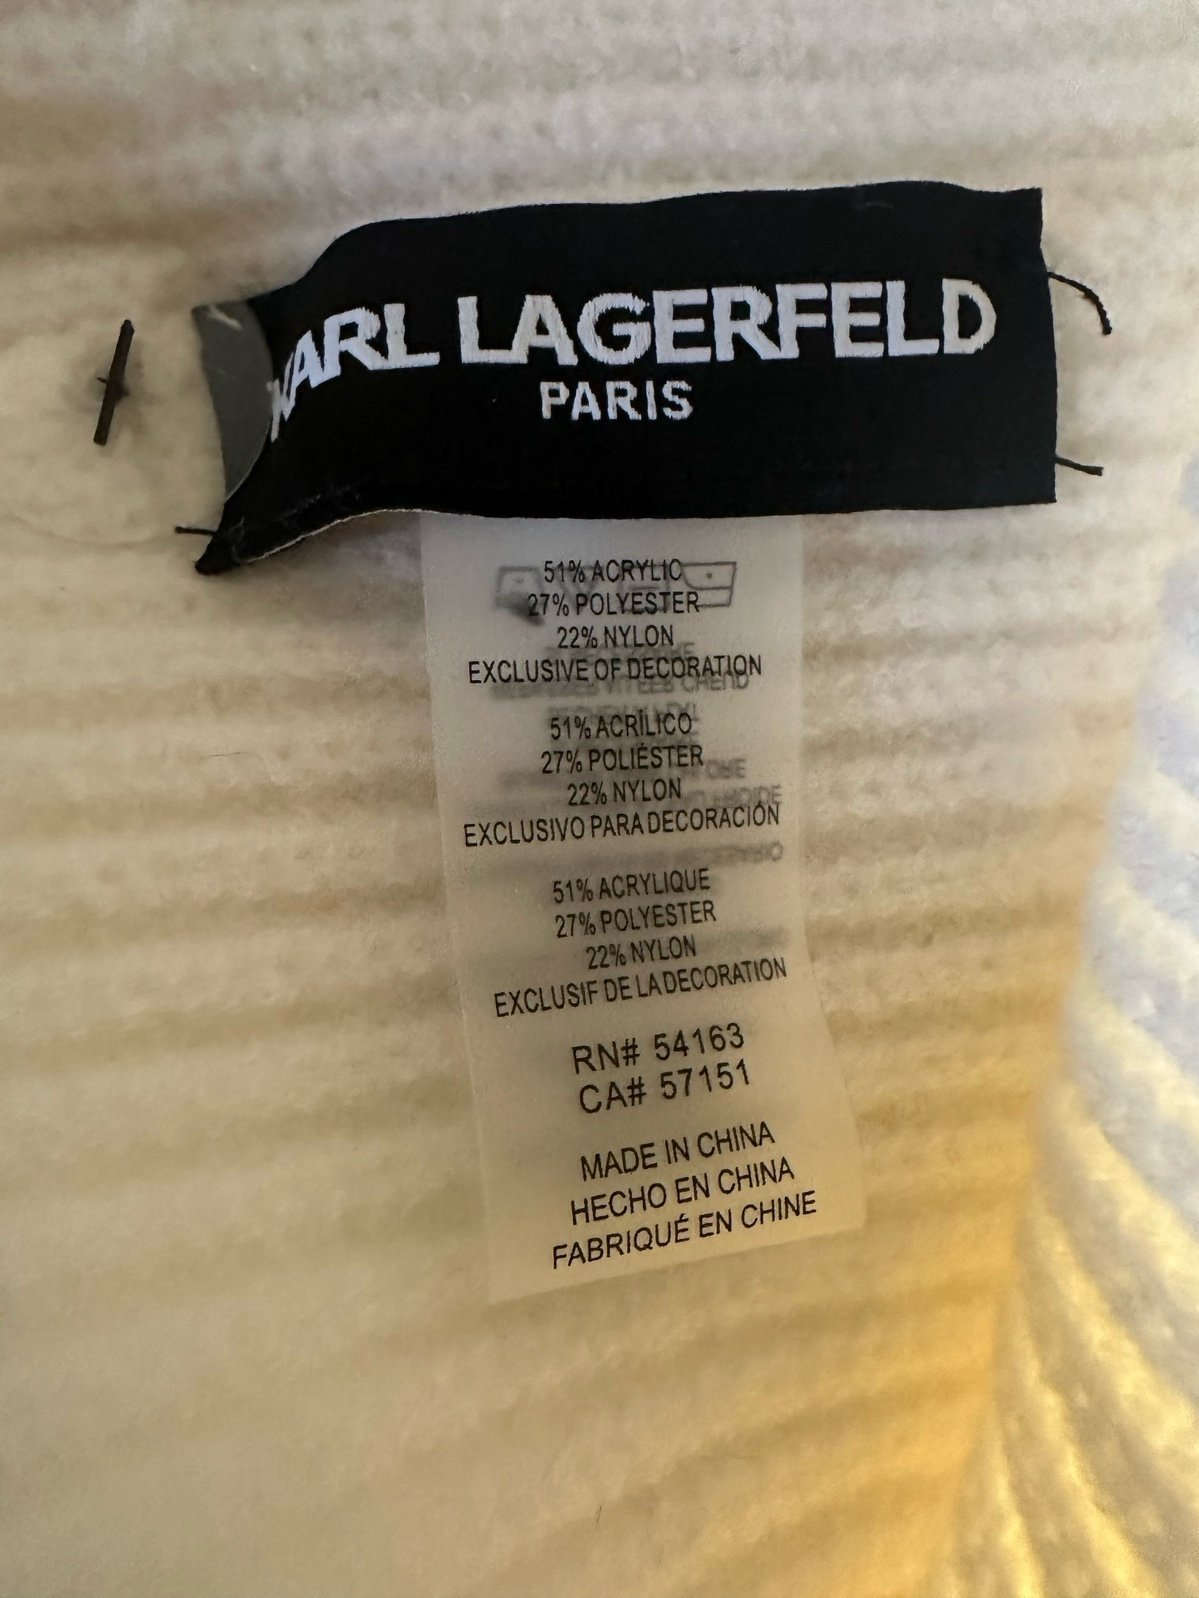 KARL LAGERFELD
PARIS
51% ACRYLIC
27% POLYESTER
22% NYLON
EXCLUSIVE OF DECORATION
51% ACRÍLICO
27% POLIÉSTER
22% NYLON
EXCLUSIVO PARA DECORACIÓN
51% ACRYLIQUE
27% POLYESTER
22% NYLON
EXCLUSIF DE LA DECORATION
RN# 54163
CA# 57151
MADE IN CHINA
HECHO EN CHINA
FABRIQUÉ EN CHINE